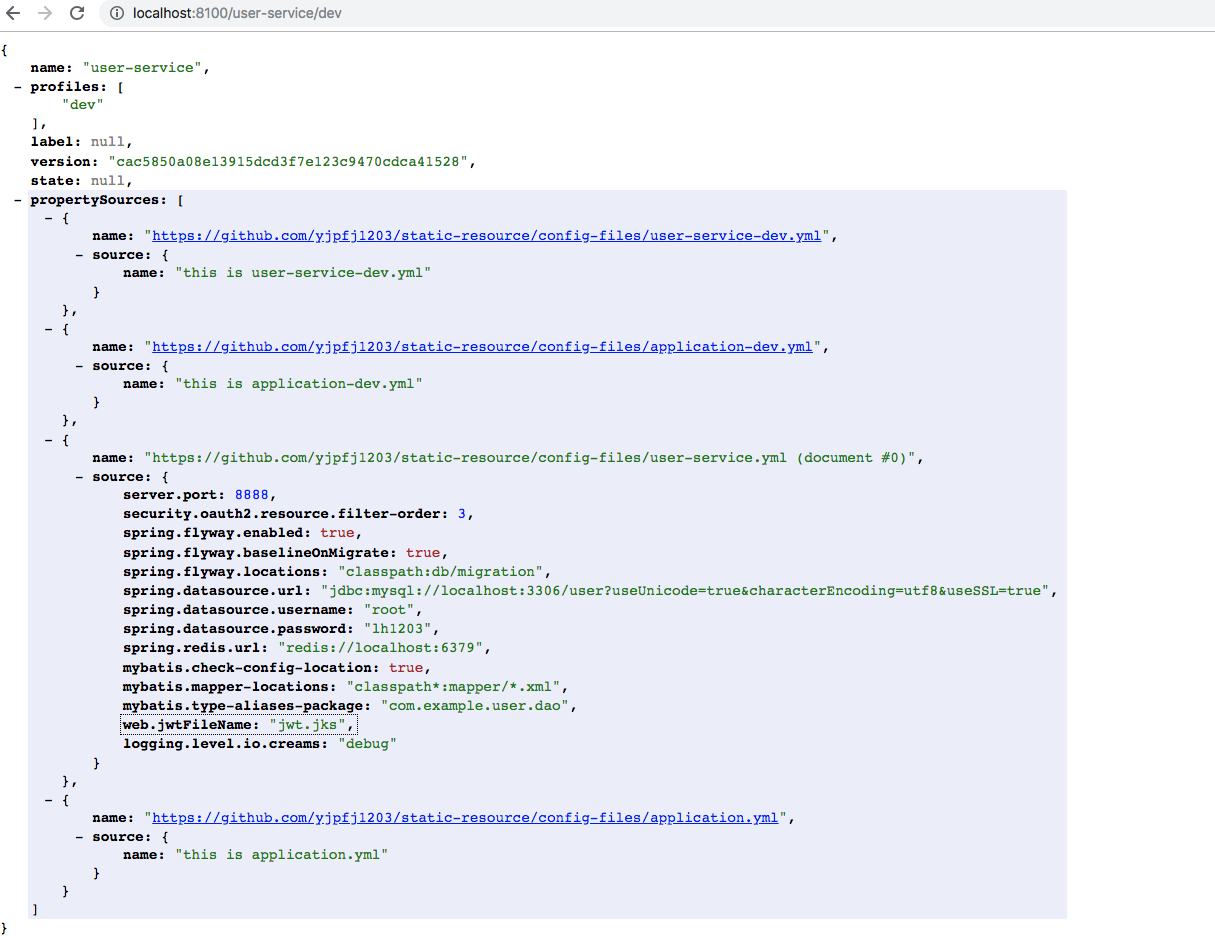 localhost:8100/user-service/dev
{
name: "user-service",
- profiles: [
"dev"
],
label: null,
version: "cac5850a08e13915dcd3f7e123c9470cdca41528",
state: null,
- propertySources: [
- {
name: "https://github.com/yjpfj1203/static-resource/config-files/user-service-dev.yml",
- source: {
name: "this is user-service-dev.yml"
}
},
- {
name: "https://github.com/yjpfj1203/static-resource/config-files/application-dev.yml",
- source: {
name: "this is application-dev.yml"
}
},
- {
name: "https://github.com/yjpfj1203/static-resource/config-files/user-service.yml (document #0)",
- source: {
server.port: 8888,
security.oauth2.resource.filter-order: 3,
spring.flyway.enabled: true,
spring.flyway.baselineOnMigrate: true,
spring.flyway.locations: "classpath:db/migration",
spring.datasource.url: "jdbc:mysql://localhost:3306/user?useUnicode=true&characterEncoding=utf8&useSSL=true",
spring.datasource.username: "root",
spring.datasource.password: "lh1203",
spring.redis.url: "redis://localhost:6379",
mybatis.check-config-location: true,
mybatis.mapper-locations: "classpath*:mapper/*.xml",
mybatis.type-aliases-package: "com.example.user.dao",
web.jwtFileName: "jwt.jks",
logging.level.io.creams: "debug"
}
},
- {
name: "https://github.com/yjpfj1203/static-resource/config-files/application.yml",
- source: {
name: "this is application.yml"
}
}
]
}